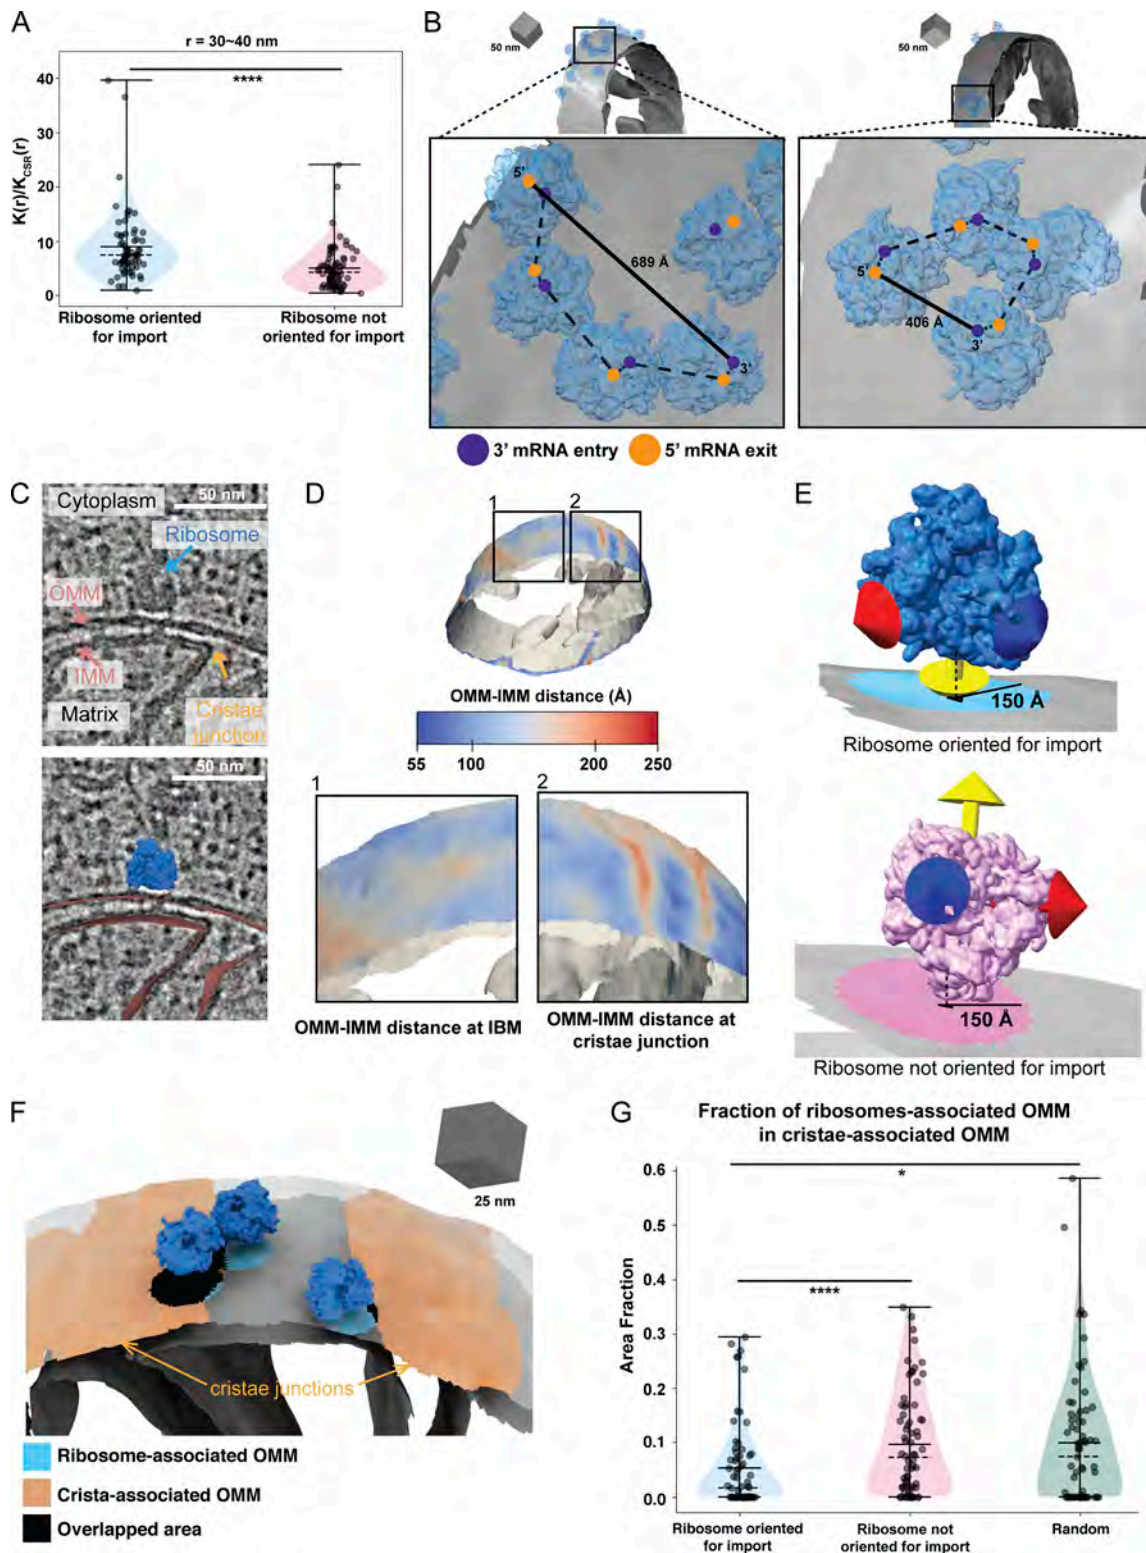 A
r = 30~40 nm
****
K(r)/K_CSR(r)
40
30
20
10
0
Ribosome oriented
for import
Ribosome not
oriented for import
B
50 nm
50 nm
5'
689 Å
3'
5'
406 Å
3'
3' mRNA entry
5' mRNA exit
C
Cytoplasm
50 nm
Ribosome
OMM
IMM
Matrix
Cristae
junction
50 nm
D
1
2
OMM-IMM distance (Å)
55
100
200
250
1
2
OMM-IMM distance at IBM
OMM-IMM distance at
cristae junction
E
150 Å
Ribosome oriented for import
150 Å
Ribosome not oriented for import
F
25 nm
cristae junctions
Ribosome-associated OMM
Crista-associated OMM
Overlapped area
G
Fraction of ribosomes-associated OMM
in cristae-associated OMM
*
****
Area Fraction
0.6
0.5
0.4
0.3
0.2
0.1
0.0
Ribosome oriented
for import
Ribosome not
oriented for import
Random